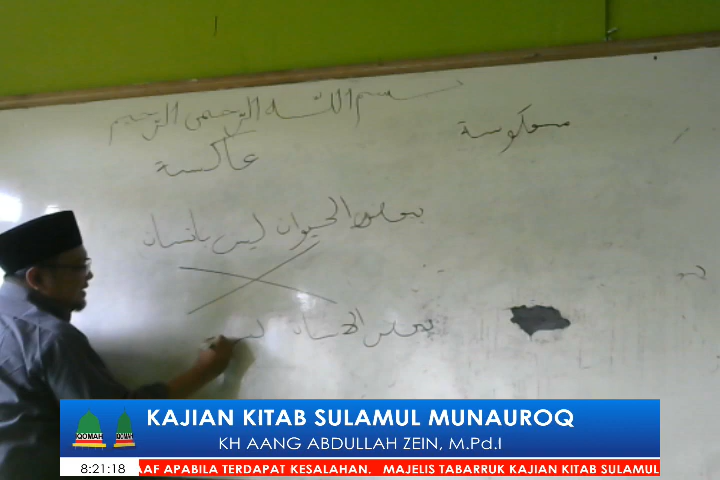 بسم الله الرحمن الرحيم
معكوسة
عاكسة
بعض الحيوان ليس بانسان
بعض الانسان ليس
KAJIAN KITAB SULAMUL MUNAUROQ
KH AANG ABDULLAH ZEIN, M.Pd.I
IQOMAH
8:21:18 AAF APABILA TERDAPAT KESALAHAN. MAJELIS TABARRUK KAJIAN KITAB SULAMUL